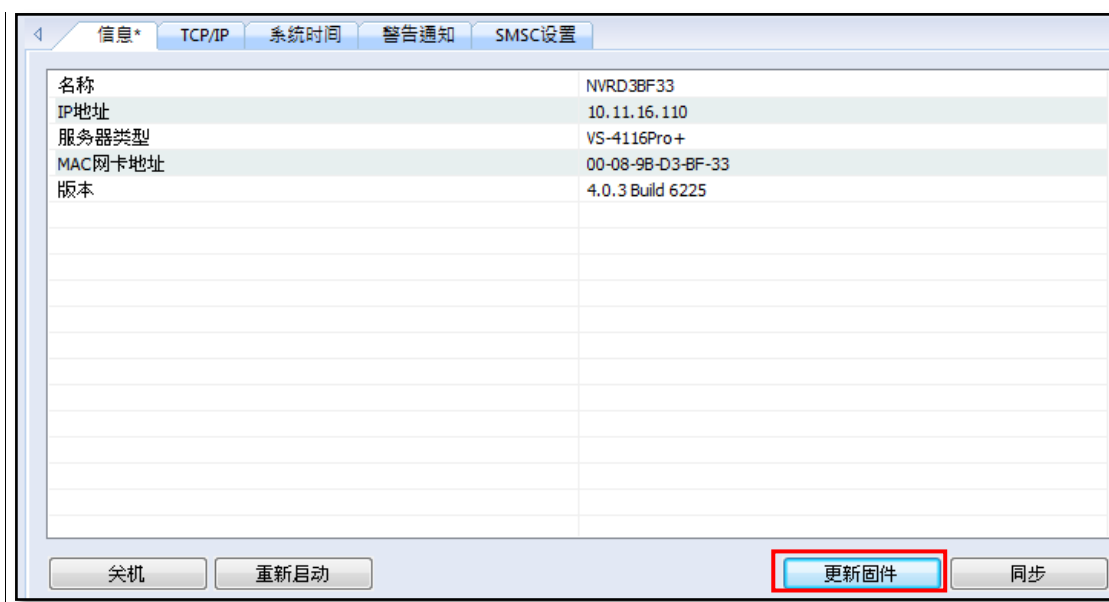 信息* TCP/IP 系统时间 警告通知 SMSC设置
名称 NVRD3BF33
IP地址 10.11.16.110
服务器类型 VS-4116Pro+
MAC网卡地址 00-08-9B-D3-BF-33
版本 4.0.3 Build 6225
关机 重新启动 更新固件 同步